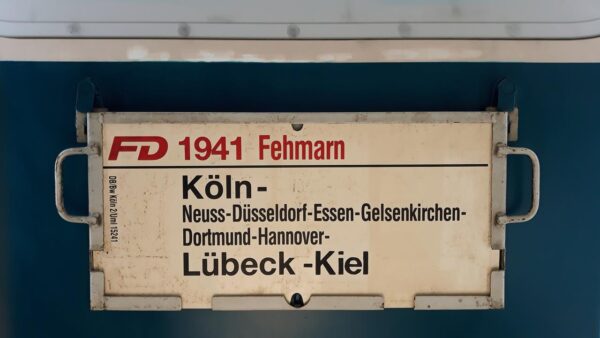 FD 1941 Fehmarn
Köln-
Neuss-Düsseldorf-Essen-Gelsenkirchen-
Dortmund-Hannover-
Lübeck -Kiel